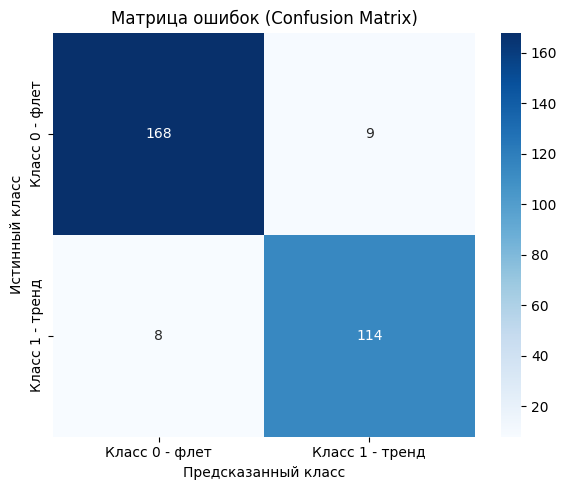 Матрица ошибок (Confusion Matrix)
Истинный класс
Класс 0 - флет
Класс 1 - тренд
168
9
8
114
Класс 0 - флет
Класс 1 - тренд
Предсказанный класс
160
140
120
100
80
60
40
20